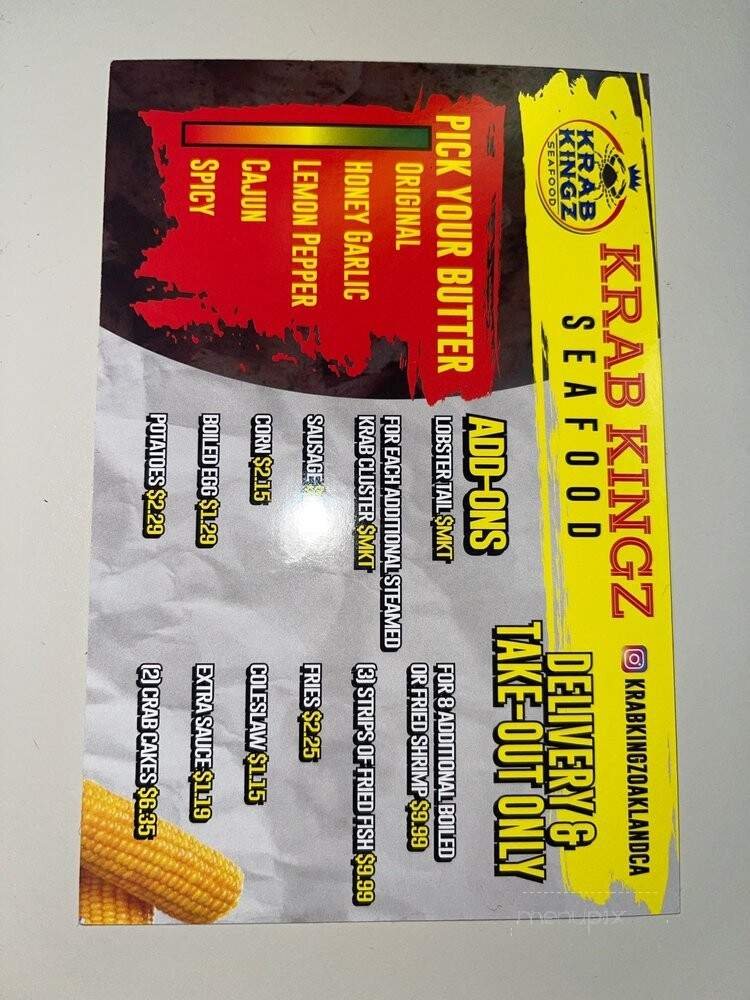 KRAB
KINGZ
SEAFOOD
KRAB KINGZ
SEAFOOD
KRABKINGZOAKLANDCA
DELIVERY &
TAKE-OUT ONLY
PICK YOUR BUTTER
ORIGINAL
HONEY GARLIC
LEMON PEPPER
CAJUN
SPICY
ADD-ONS
LOBSTER TAIL $MKT
FOR EACH ADDITIONAL STEAMED
KRAB CLUSTER $MKT
SAUSAGE
CORN $2.15
BOILED EGG $1.29
POTATOES $2.29
FOR 8 ADDITIONAL BOILED
OR FRIED SHRIMP $9.99
(3) STRIPS OF FRIED FISH $9.99
FRIES $2.25
COLESLAW $1.15
EXTRA SAUCE $1.19
(2) CRAB CAKES $6.35
menupix